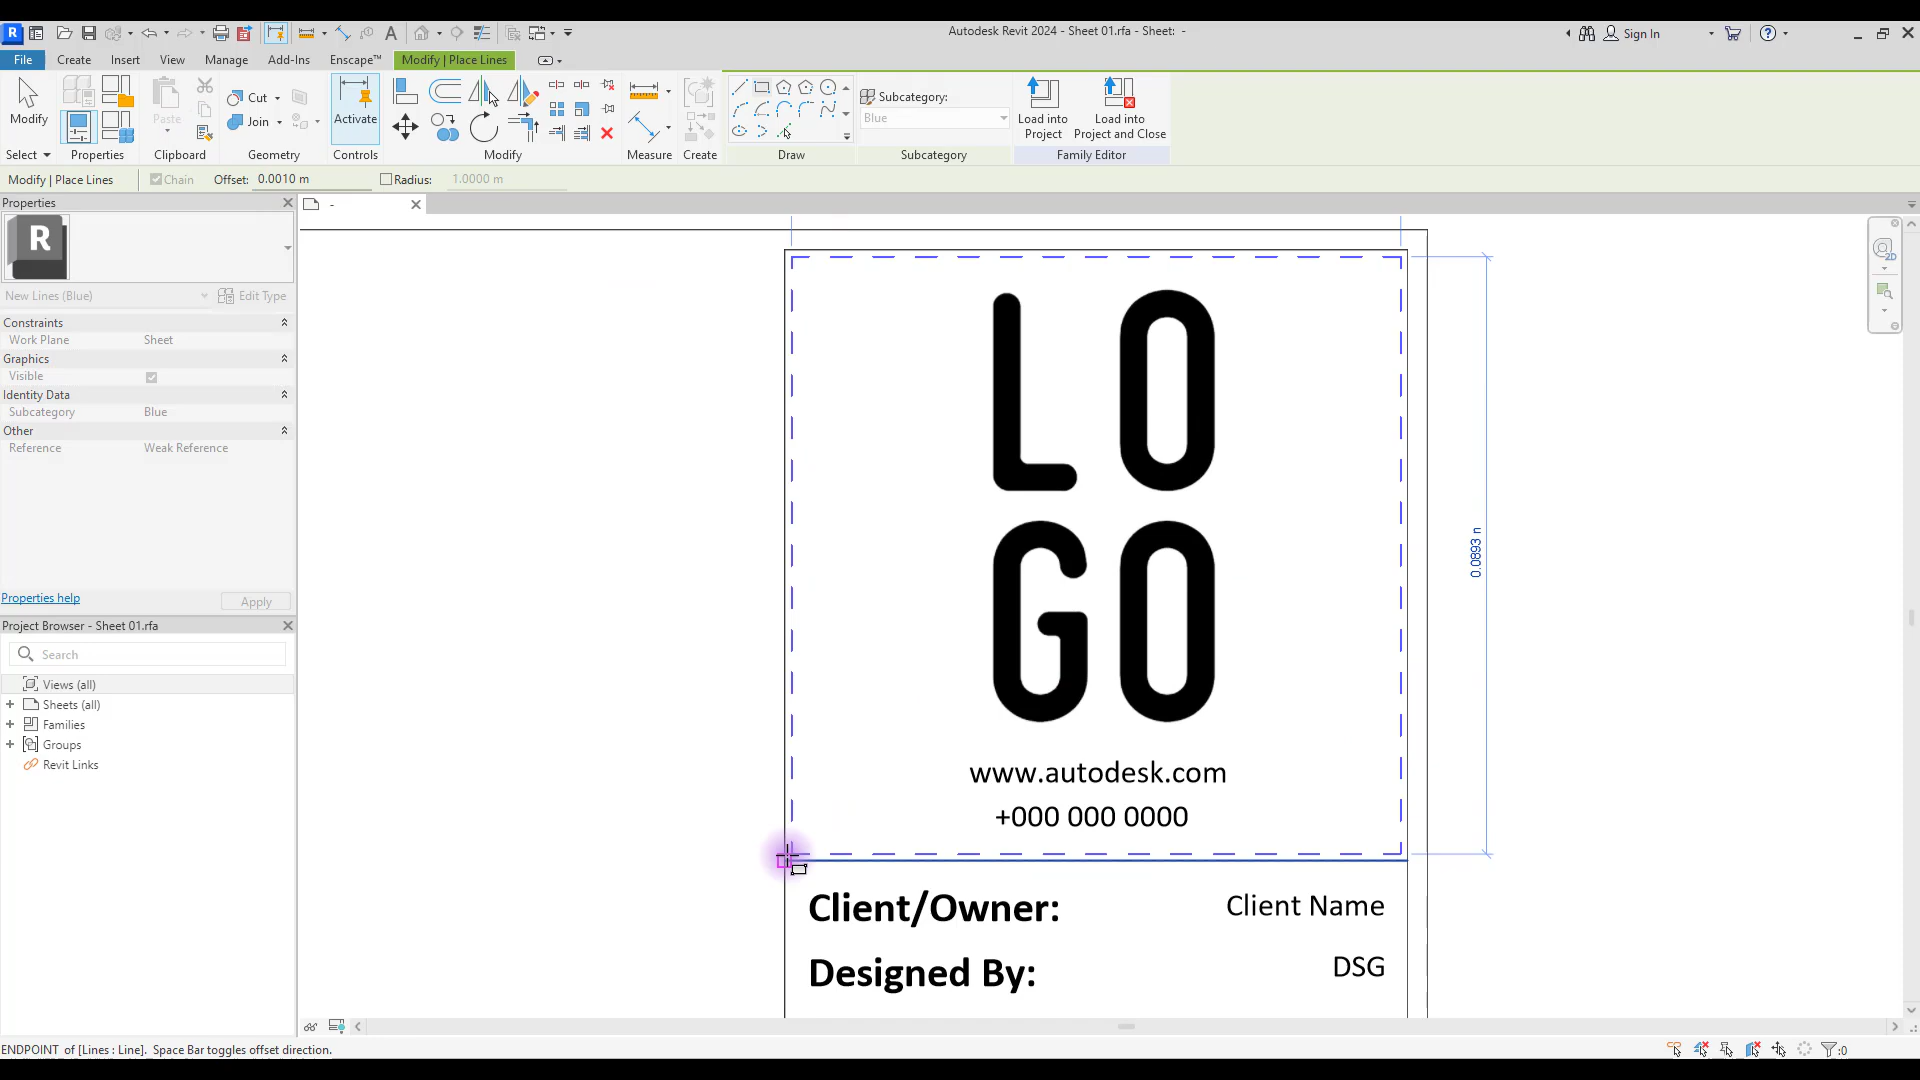 Autodesk Revit 2024 - Sheet 01.rfa - Sheet: -
Sign In
File
Create
Insert
View
Manage
Add-Ins
Enscape™
Modify | Place Lines
Modify
Select
Properties
Paste
Clipboard
Cut
Join
Geometry
Activate
Controls
Modify
Measure
Create
Draw
Subcategory:
Blue
Subcategory
Load into
Project
Load into
Project and Close
Family Editor
Modify | Place Lines
Chain
Offset:
0.0010 m
Radius:
1.0000 m
Properties
-
R
New Lines (Blue)
Edit Type
Constraints
Work Plane
Sheet
Graphics
Visible
Identity Data
Subcategory
Blue
Other
Reference
Weak Reference
Properties help
Apply
Project Browser - Sheet 01.rfa
Search
Views (all)
Sheets (all)
Families
Groups
Revit Links
LO
GO
www.autodesk.com
+000 000 0000
0.0893 n
2D
Client/Owner:
Client Name
Designed By:
DSG
ENDPOINT of [Lines : Line]. Space Bar toggles offset direction.
:0